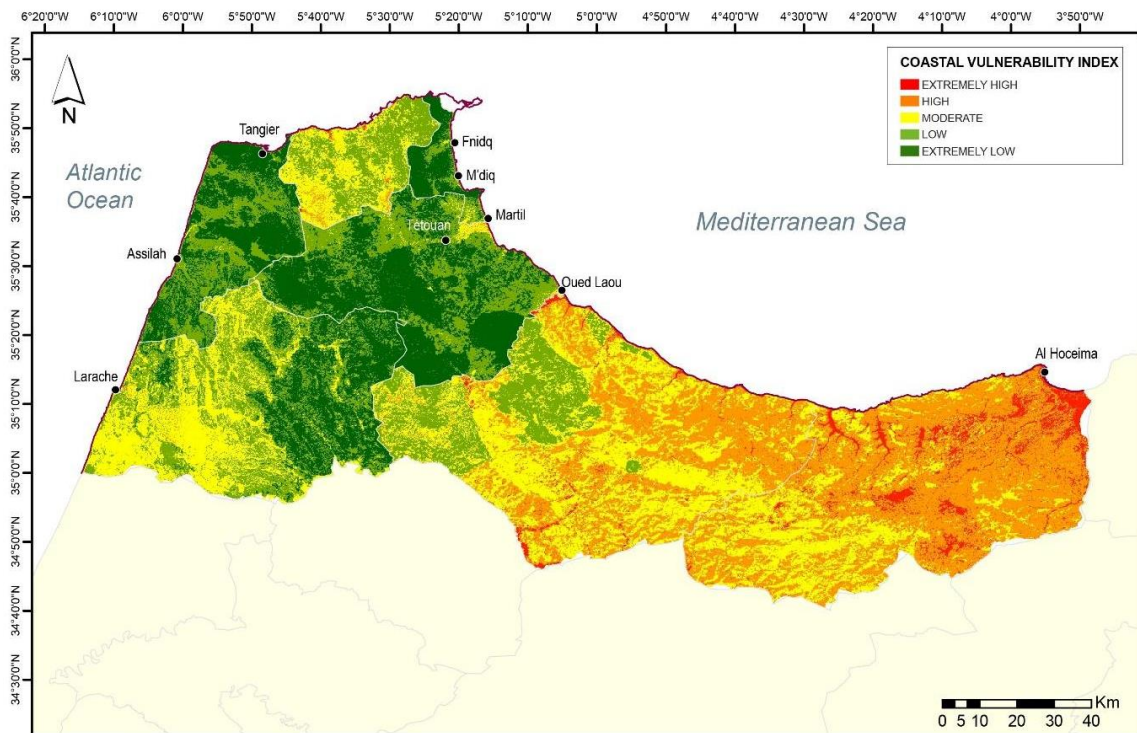 6°20'0"W 6°10'0"W 6°0'0"W 5°50'0"W 5°40'0"W 5°30'0"W 5°20'0"W 5°10'0"W 5°0'0"W 4°50'0"W 4°40'0"W 4°30'0"W 4°20'0"W 4°10'0"W 4°0'0"W 3°50'0"W
36°0'0"N
35°50'0"N
35°40'0"N
35°30'0"N
35°20'0"N
35°10'0"N
35°0'0"N
34°50'0"N
34°40'0"N
34°30'0"N
N
COASTAL VULNERABILITY INDEX
EXTREMELY HIGH
HIGH
MODERATE
LOW
EXTREMELY LOW
Tangier
Fnidq
Atlantic
Ocean
M'diq
Martil
Mediterranean Sea
Tetouan
Assilah
Oued Laou
Al Hoceima
Larache
Km
0 5 10 20 30 40